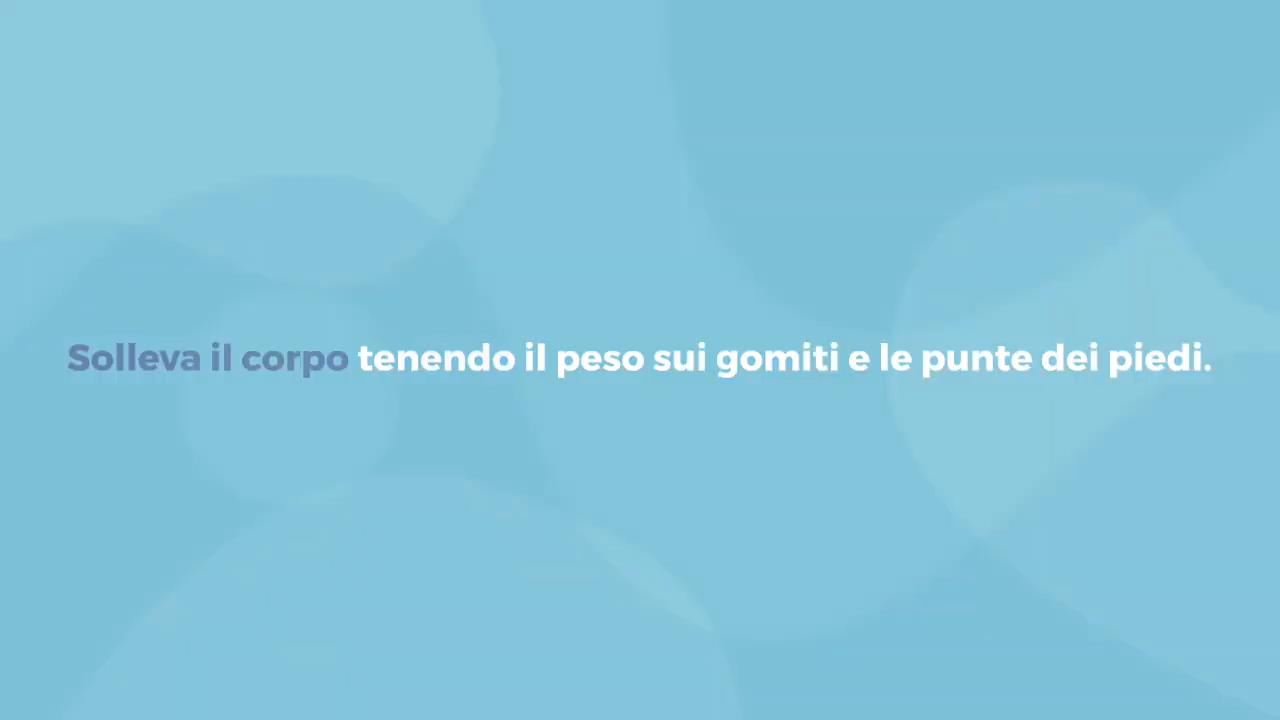 Solleva il corpo tenendo il peso sui gomiti e le punte dei piedi.